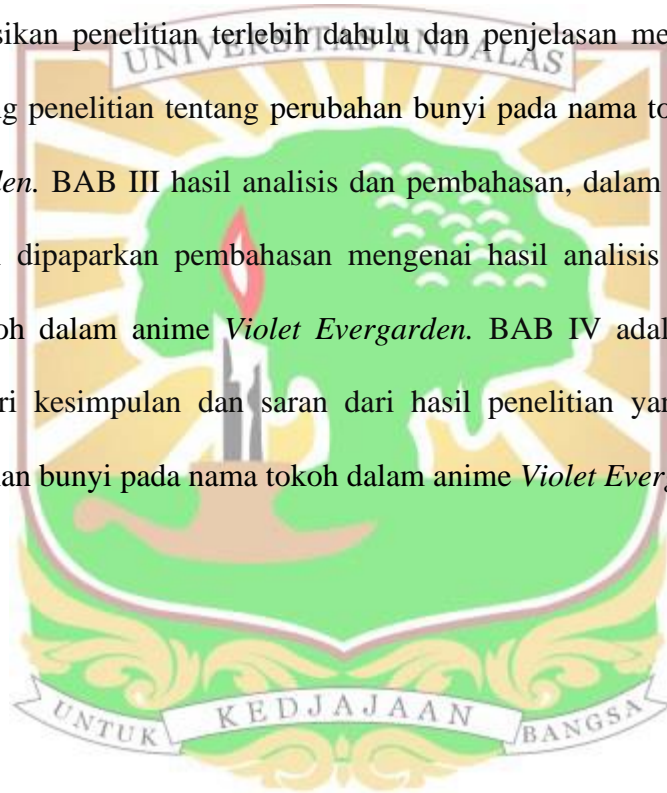 sikan penelitian terlebih dahulu dan penjelasan me
UNIVERSITAS ANDALAS
g penelitian tentang perubahan bunyi pada nama to
den. BAB III hasil analisis dan pembahasan, dalam
dipaparkan pembahasan mengenai hasil analisis
oh dalam anime Violet Evergarden. BAB IV adal
ri kesimpulan dan saran dari hasil penelitian yan
an bunyi pada nama tokoh dalam anime Violet Everg
UNTUK KEDJAJAAN BANGSA